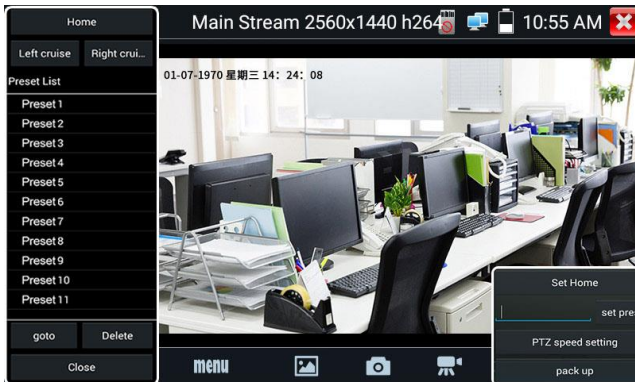 Home
Main Stream 2560x1440 h264
10:55 AM
Left cruise
Right crui...
Preset List
01-07-1970 星期三 14：24：08
Preset 1
Preset 2
Preset 3
Preset 4
Preset 5
Preset 6
Preset 7
Preset 8
Preset 9
Preset 10
Preset 11
Set Home
set pres
goto
Delete
PTZ speed setting
Close
menu
pack up